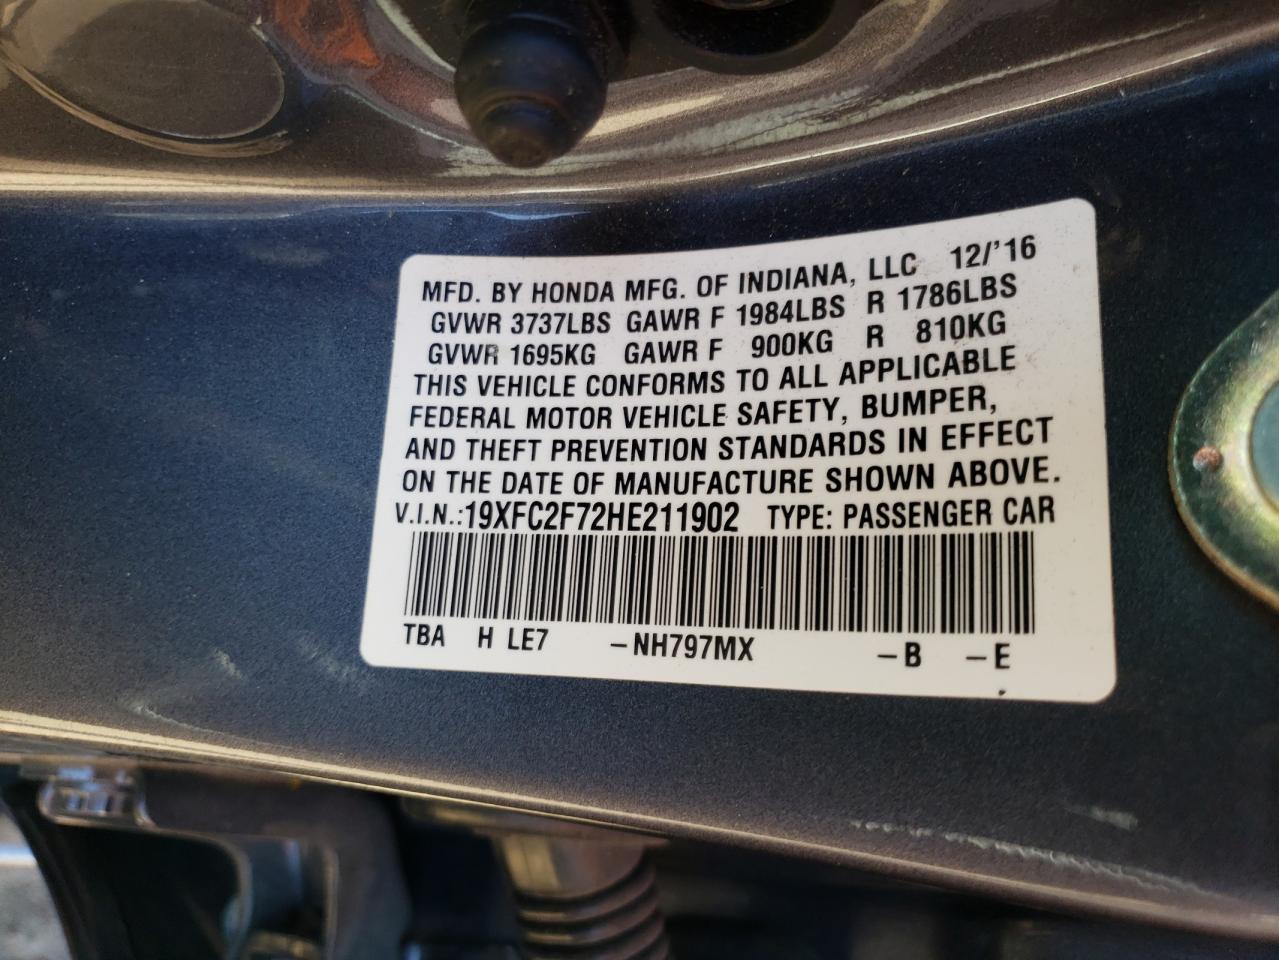 MFD. BY HONDA MFG. OF INDIANA, LLC 12/'16
GVWR 3737LBS GAWR F 1984LBS R 1786LBS
GVWR 1695KG GAWR F 900KG R 810KG
THIS VEHICLE CONFORMS TO ALL APPLICABLE
FEDERAL MOTOR VEHICLE SAFETY, BUMPER,
AND THEFT PREVENTION STANDARDS IN EFFECT
ON THE DATE OF MANUFACTURE SHOWN ABOVE.
V.I.N.:19XFC2F72HE211902 TYPE: PASSENGER CAR
TBA H LE7 –NH797MX –B –E